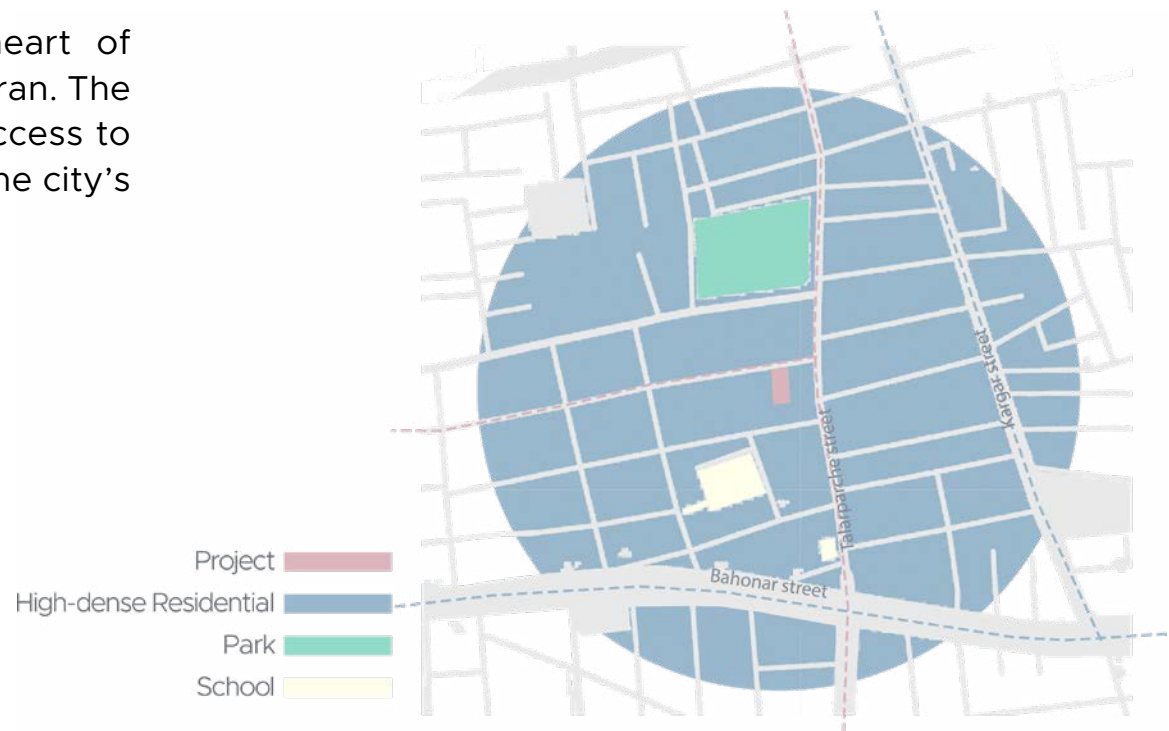 heart of
ran. The
ccess to
he city's
Kargar street
Talarparche street
Bahonar street
Project
High-dense Residential
Park
School